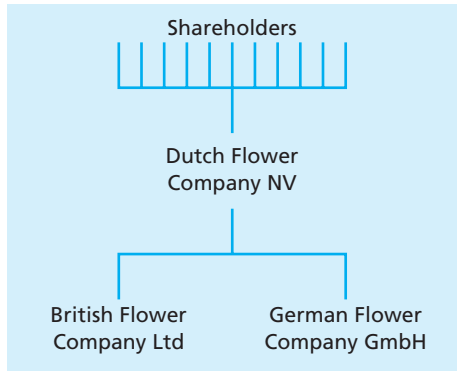 Shareholders
Dutch Flower
Company NV
British Flower
Company Ltd
German Flower
Company GmbH